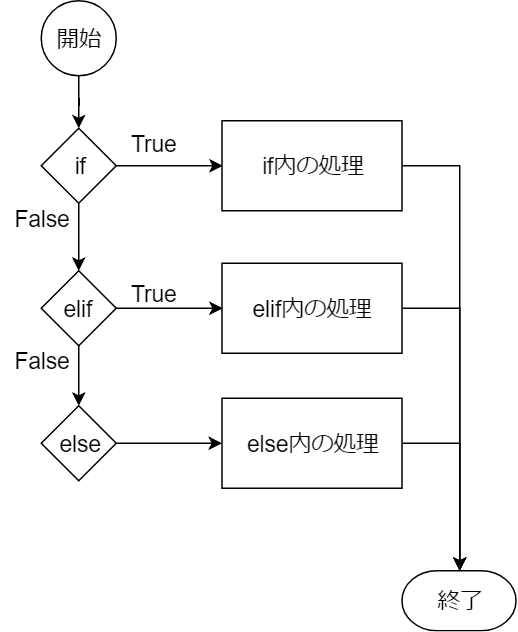 開始
if
True
if内の処理
False
elif
True
elif内の処理
False
else
else内の処理
終了